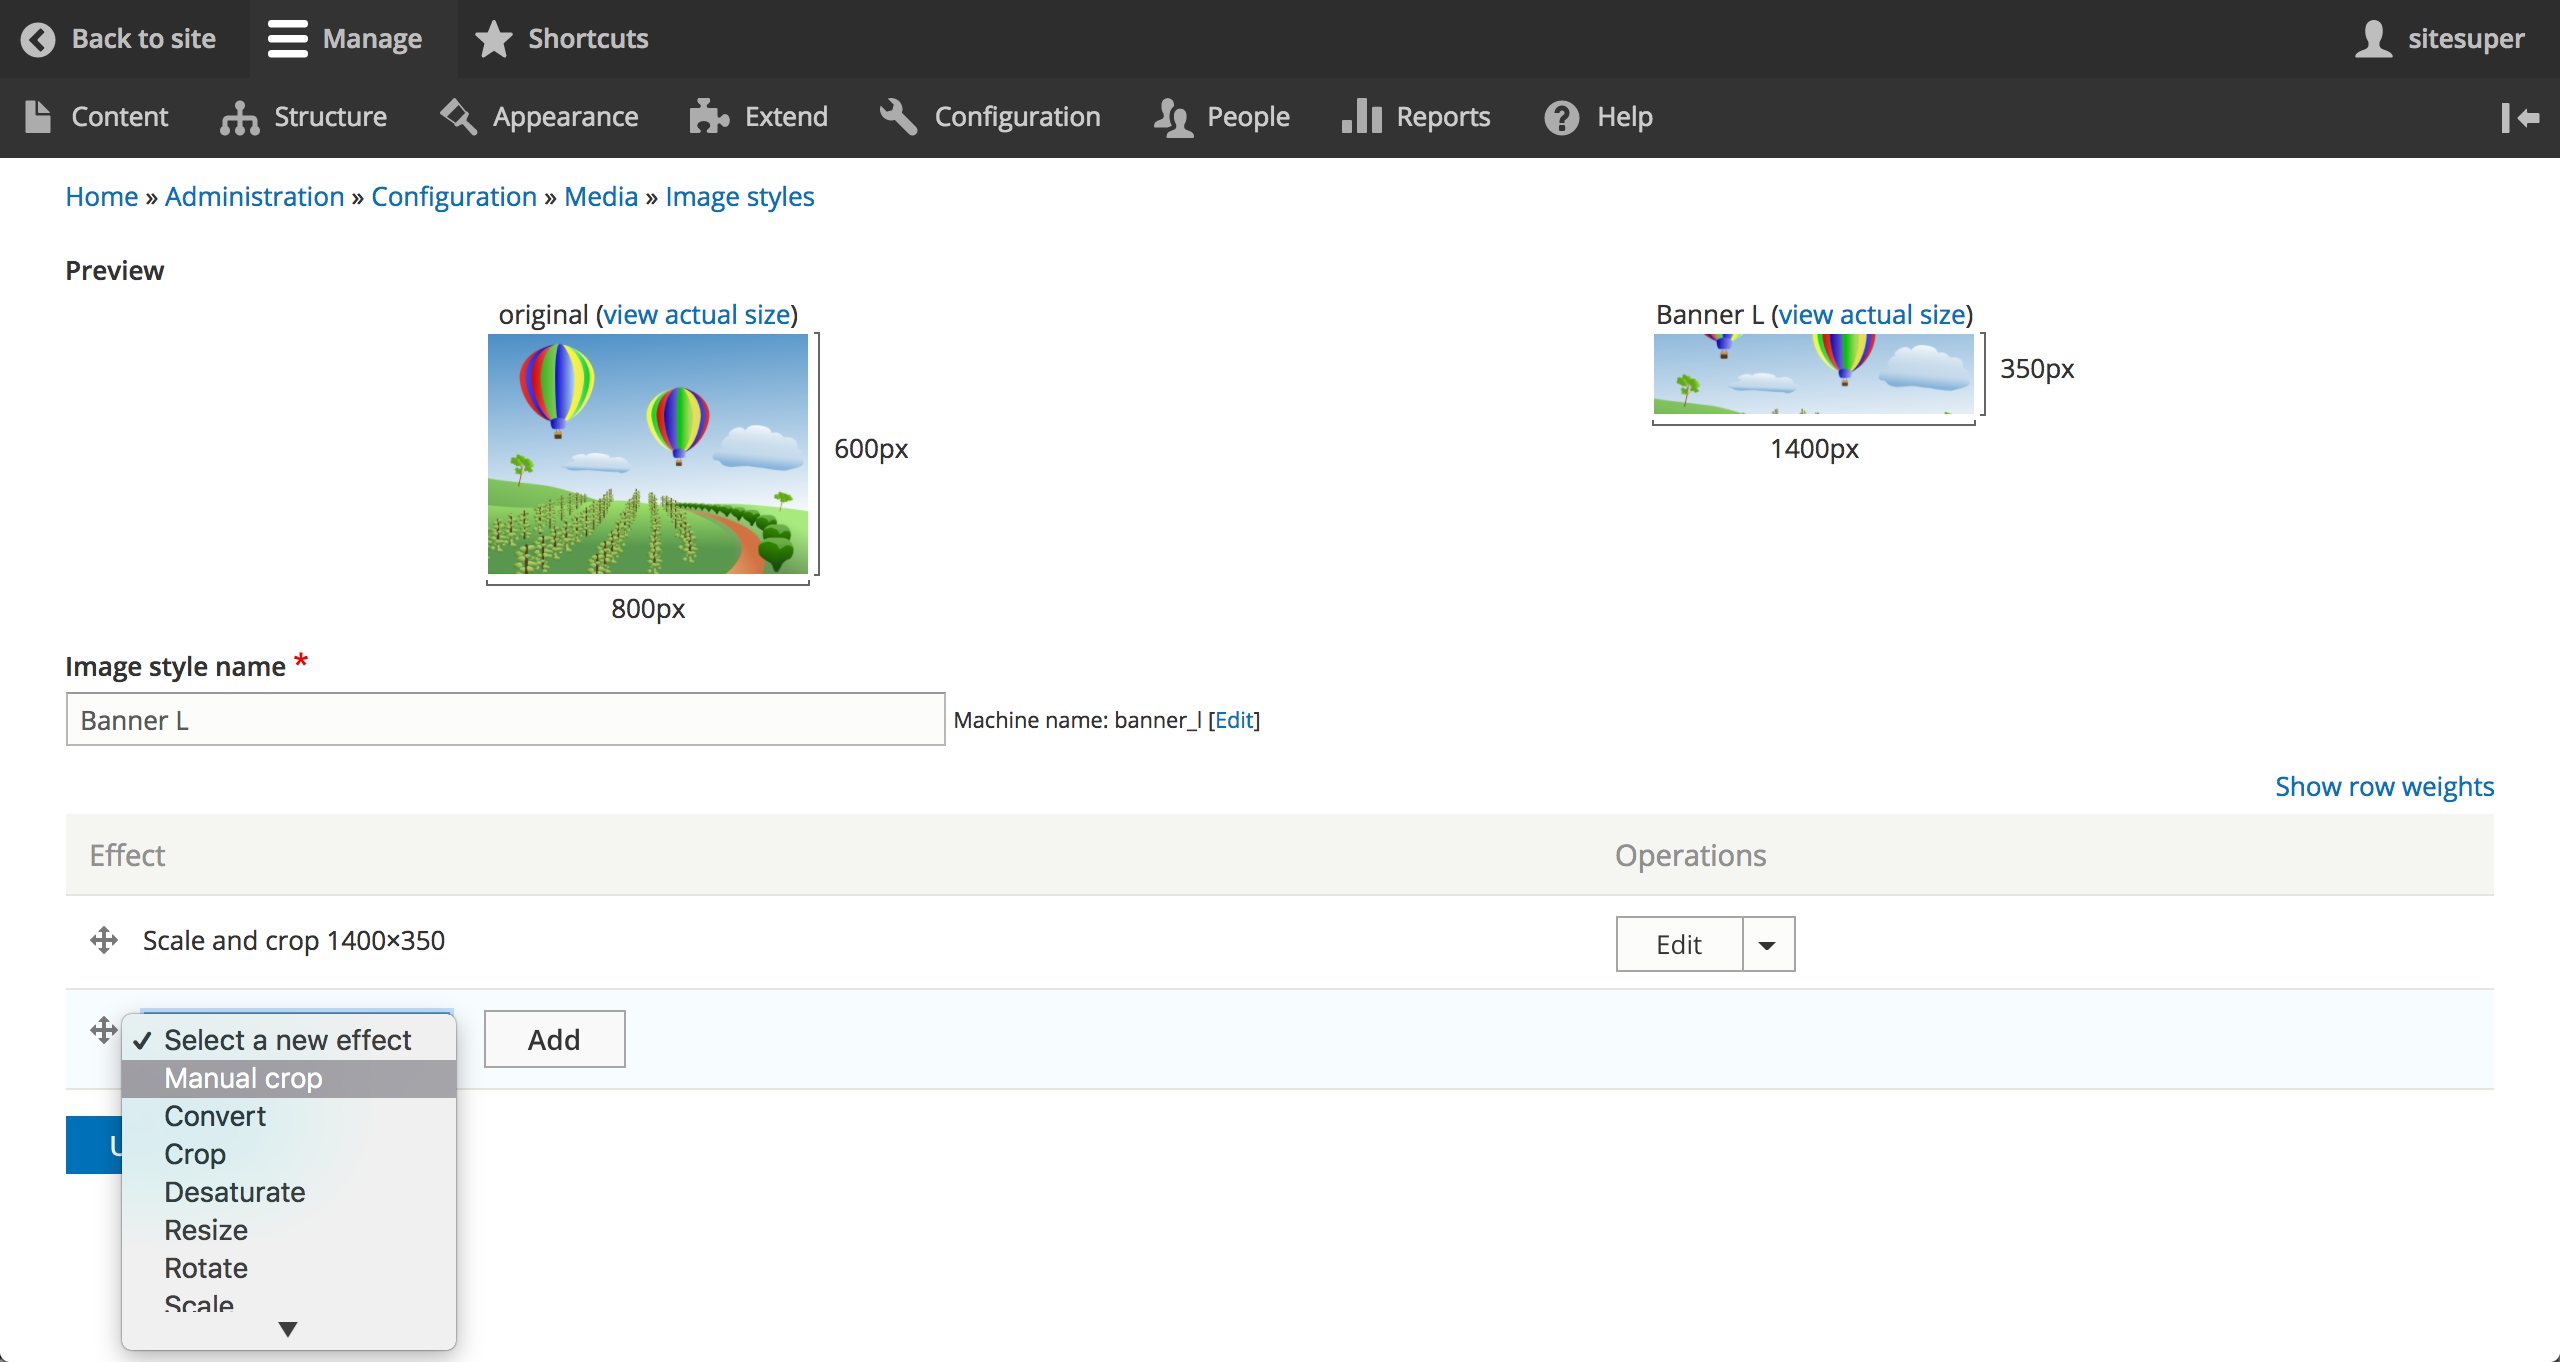 Back to site Manage Shortcuts sitesuper
Content Structure Appearance Extend Configuration People Reports Help
Home » Administration » Configuration » Media » Image styles
Preview
original (view actual size)
600px
800px
Banner L (view actual size)
350px
1400px
Image style name *
Banner L
Machine name: banner_l [Edit]
Show row weights
Effect Operations
Scale and crop 1400×350 Edit
✓ Select a new effect Add
Manual crop
Convert
Crop
Desaturate
Resize
Rotate
Scale